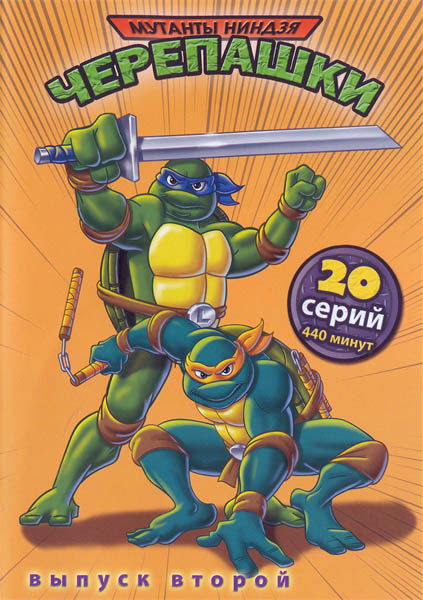 МУТАНТЫ НИНДЗЯ
ЧЕРЕПАШКИ
20
серий
440 минут
выпуск второй